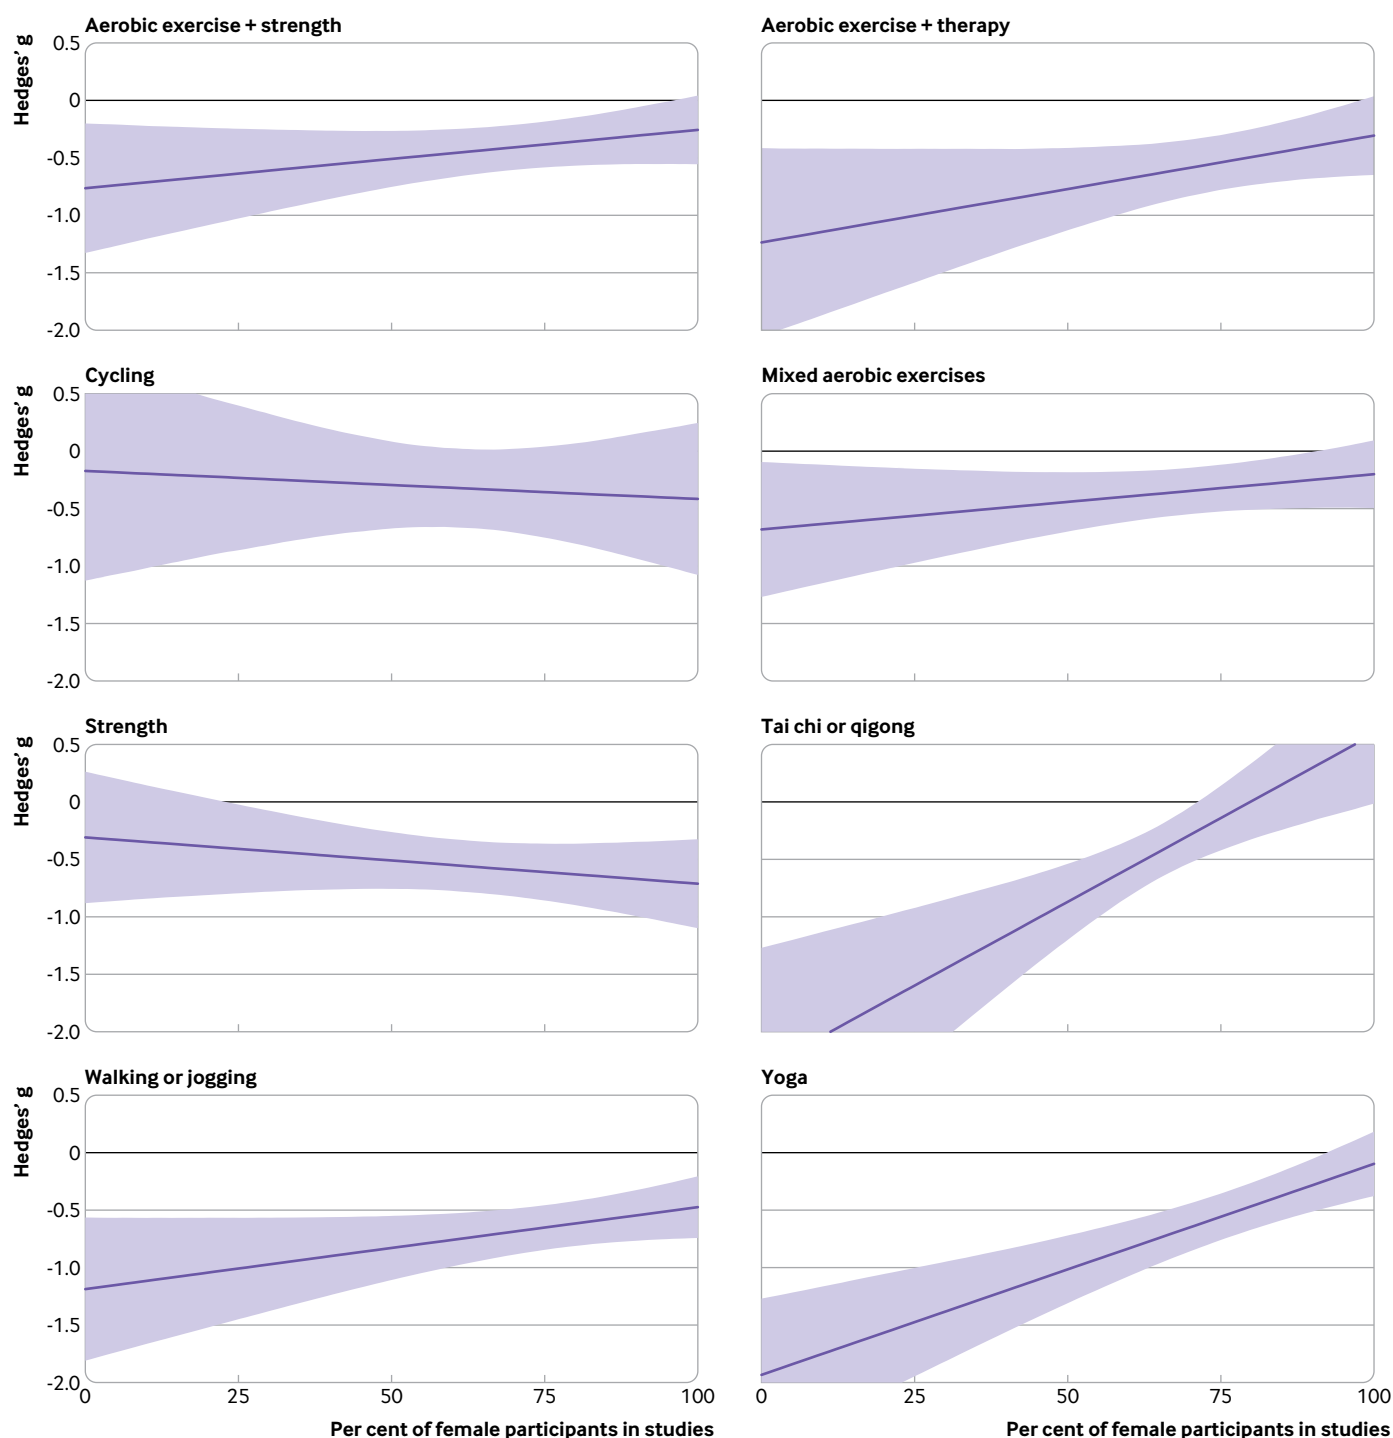 Aerobic exercise + strength
Aerobic exercise + therapy
Hedges’ g
0.5
0
-0.5
-1.0
-1.5
-2.0
Cycling
Mixed aerobic exercises
Hedges’ g
0.5
0
-0.5
-1.0
-1.5
-2.0
Strength
Tai chi or qigong
Hedges’ g
0.5
0
-0.5
-1.0
-1.5
-2.0
Walking or jogging
Yoga
Hedges’ g
0.5
0
-0.5
-1.0
-1.5
-2.0
0 25 50 75 100
0 25 50 75 100
Per cent of female participants in studies
Per cent of female participants in studies